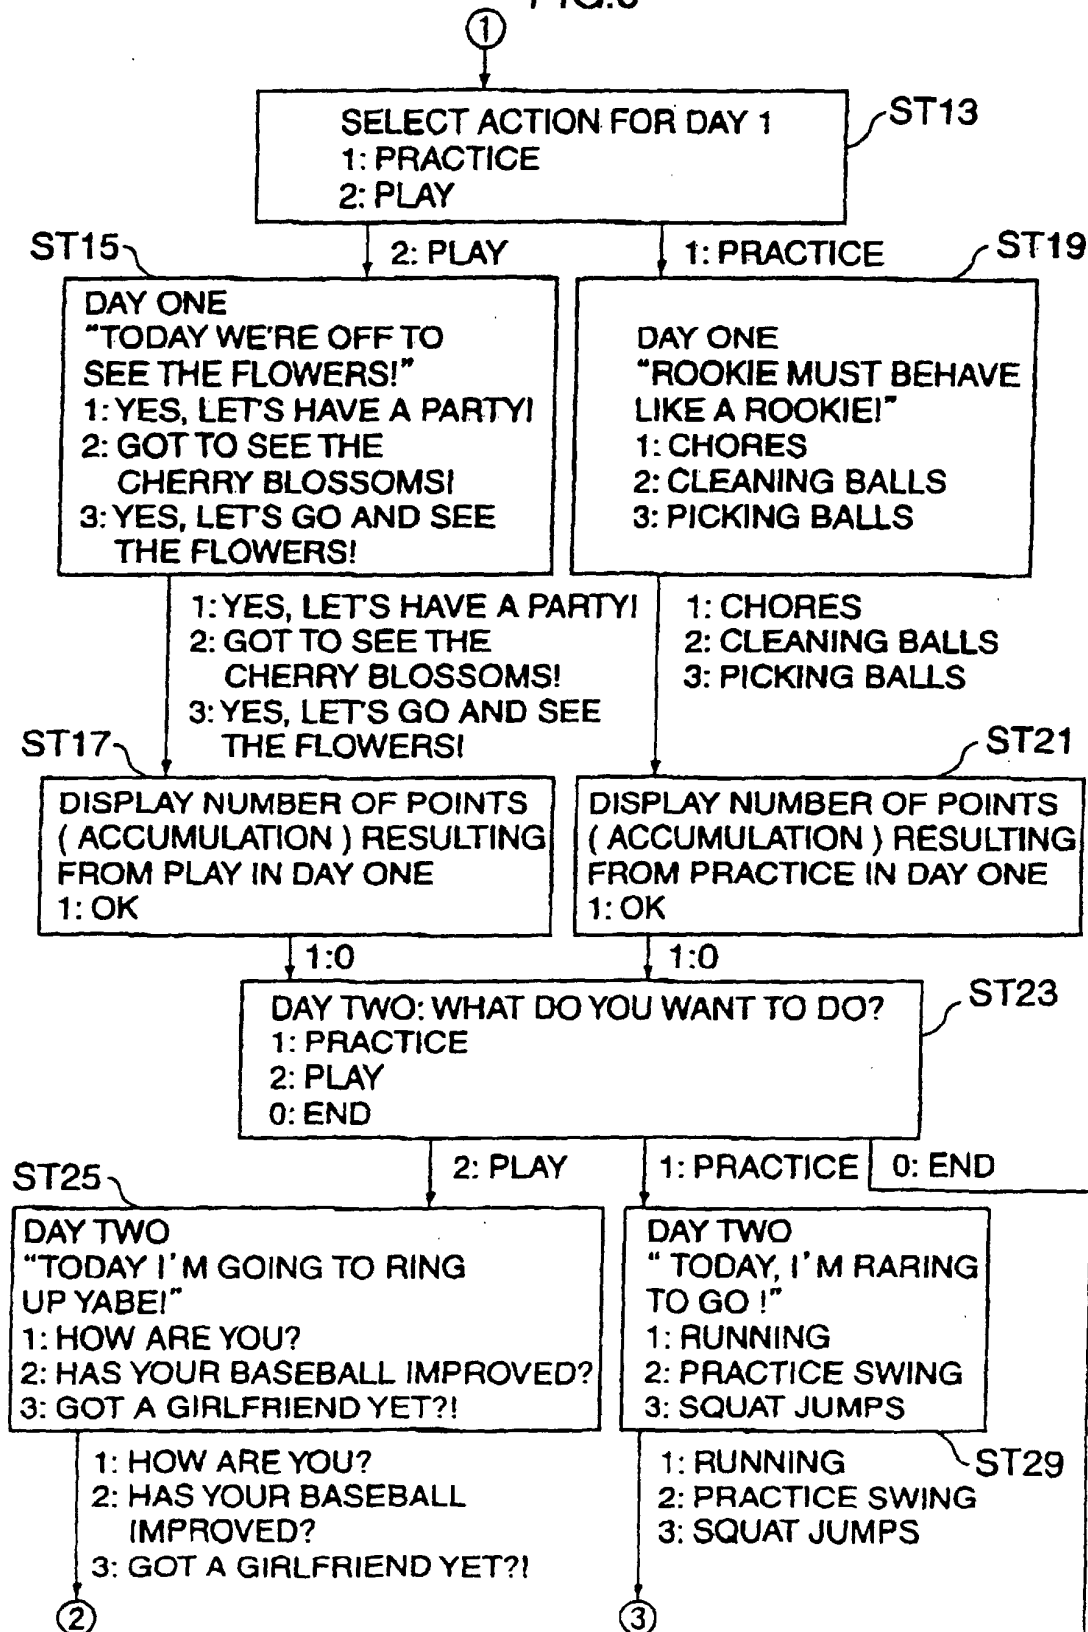 ①
SELECT ACTION FOR DAY 1
1: PRACTICE
2: PLAY
ST13
2: PLAY
1: PRACTICE
ST15
DAY ONE
"TODAY WE'RE OFF TO
SEE THE FLOWERS!"
1: YES, LET'S HAVE A PARTY!
2: GOT TO SEE THE
CHERRY BLOSSOMS!
3: YES, LET'S GO AND SEE
THE FLOWERS!
ST19
DAY ONE
"ROOKIE MUST BEHAVE
LIKE A ROOKIE!"
1: CHORES
2: CLEANING BALLS
3: PICKING BALLS
1: YES, LET'S HAVE A PARTY!
2: GOT TO SEE THE
CHERRY BLOSSOMS!
3: YES, LET'S GO AND SEE
THE FLOWERS!
1: CHORES
2: CLEANING BALLS
3: PICKING BALLS
ST17
DISPLAY NUMBER OF POINTS
( ACCUMULATION ) RESULTING
FROM PLAY IN DAY ONE
1: OK
ST21
DISPLAY NUMBER OF POINTS
( ACCUMULATION ) RESULTING
FROM PRACTICE IN DAY ONE
1: OK
1:0
1:0
DAY TWO: WHAT DO YOU WANT TO DO?
1: PRACTICE
2: PLAY
0: END
ST23
2: PLAY
1: PRACTICE
0: END
ST25
DAY TWO
"TODAY I'M GOING TO RING
UP YABE!"
1: HOW ARE YOU?
2: HAS YOUR BASEBALL IMPROVED?
3: GOT A GIRLFRIEND YET?!
DAY TWO
" TODAY, I'M RARING
TO GO !"
1: RUNNING
2: PRACTICE SWING
3: SQUAT JUMPS
ST29
1: HOW ARE YOU?
2: HAS YOUR BASEBALL
IMPROVED?
3: GOT A GIRLFRIEND YET?!
1: RUNNING
2: PRACTICE SWING
3: SQUAT JUMPS
②
③